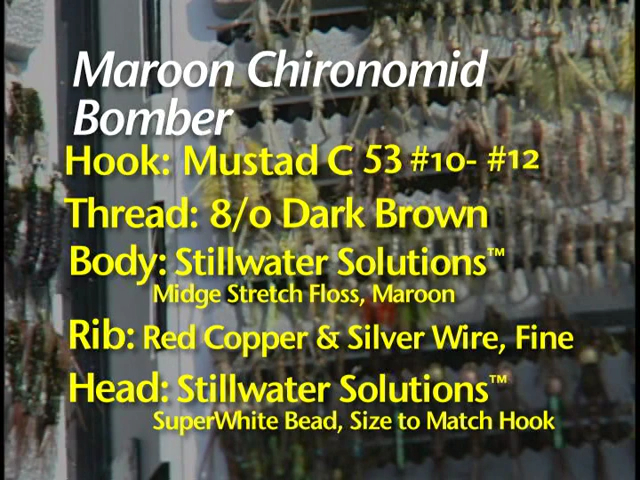 Maroon Chironomid
Bomber
Hook: Mustad C 53 #10- #12
Thread: 8/0 Dark Brown
Body: Stillwater Solutions™
Midge Stretch Floss, Maroon
Rib: Red Copper & Silver Wire, Fine
Head: Stillwater Solutions™
SuperWhite Bead, Size to Match Hook